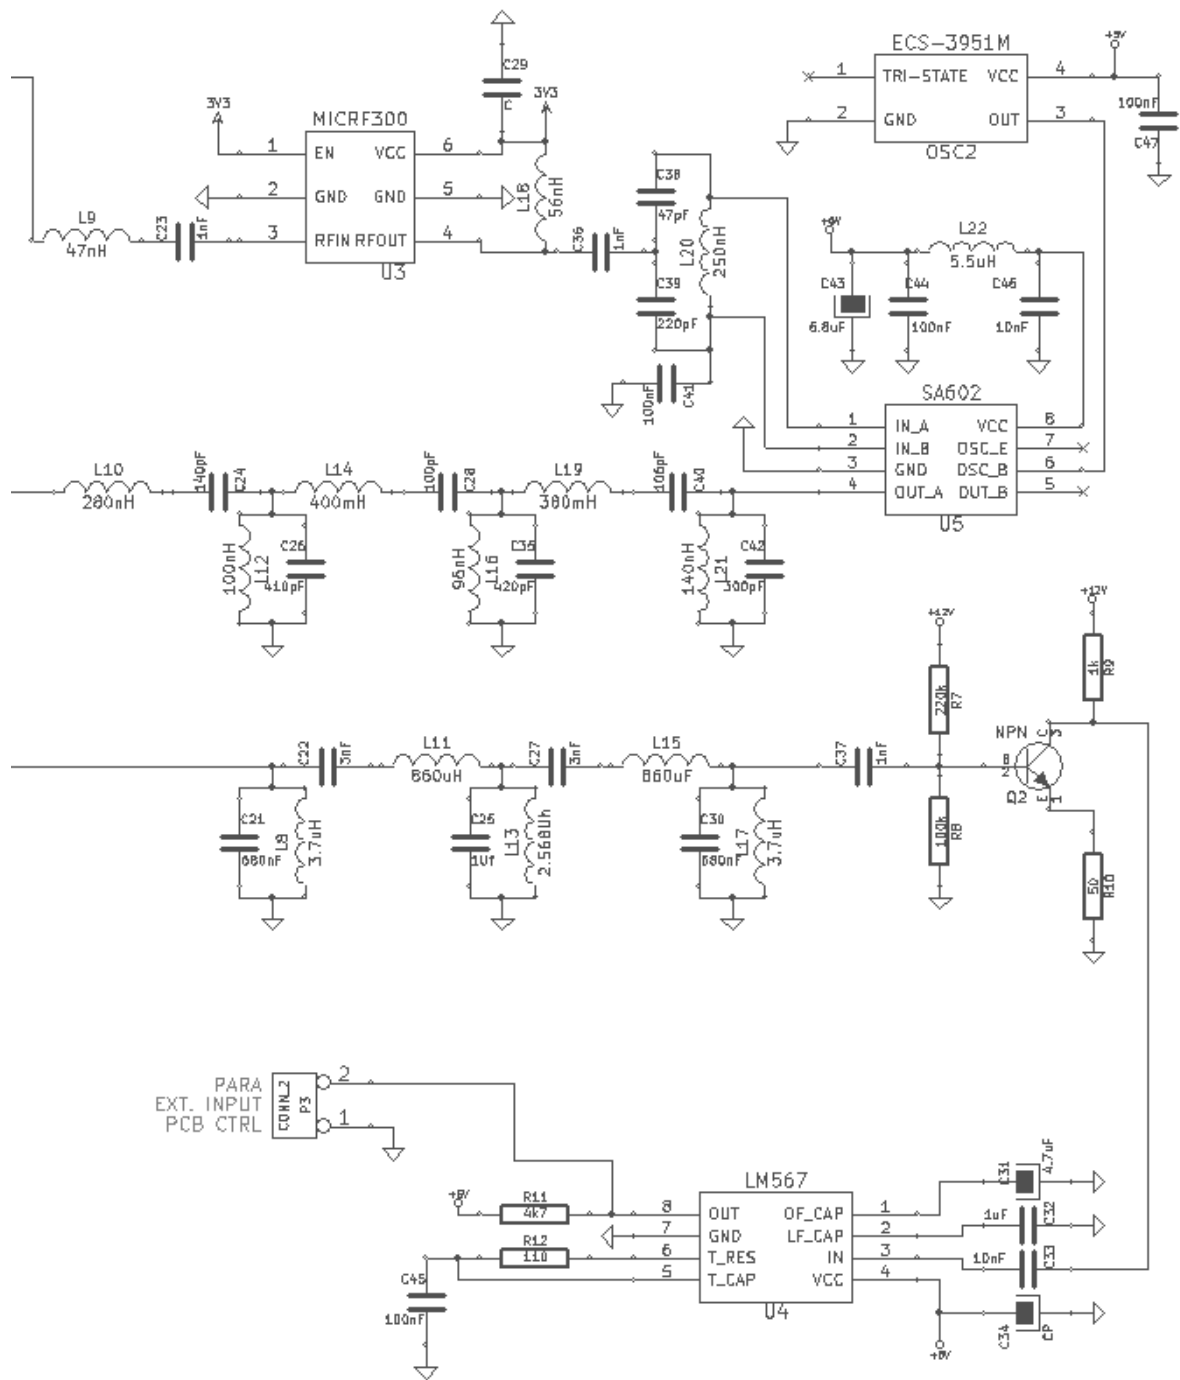 ECS-3951M
+5V
1 TRI-STATE VCC 4
2 GND OUT 3
OSC2
100nF
C47
C29
C
3V3
3V3
MICRF300
1 EN VCC 6
2 GND GND 5
3 RFIN RFOUT 4
U3
L9
47nH
C23
1nF
L18
56nH
C36
1nF
C38
47pF
C39
220pF
L20
250nH
100nF
C41
L22
5.5uH
C43
6.8uF
C44
100nF
C46
10nF
SA602
1 IN_A VCC 8
2 IN_B OSC_E 7
3 GND OSC_B 6
4 OUT_A OUT_B 5
U5
L10
280nH
140pF
C24
L14
400mH
100pF
C28
L19
380mH
106pF
C40
100nH
L12
C26
410pF
96nH
L16
C35
420pF
140nH
L21
C42
300pF
+12V
+12V
220k
R7
1k
R9
C22
3nF
L11
860uH
C27
3nF
L15
860uF
C37
1nF
NPN
C
3
B
2
E
1
Q2
C21
680nF
L8
3.7uH
C25
1Uf
L13
2.568Uh
C30
680nF
L17
3.7uH
100k
R8
50
R10
PARA
EXT. INPUT
PCB CTRL
CONN_2
P3
2
1
LM567
R11
4k7
R12
110
8 OUT OF_CAP 1
7 GND LF_CAP 2
6 T_RES IN 3
5 T_CAP VCC 4
U4
C45
100nF
C31
4.7uF
1uF
C32
10nF
C33
C34
CP